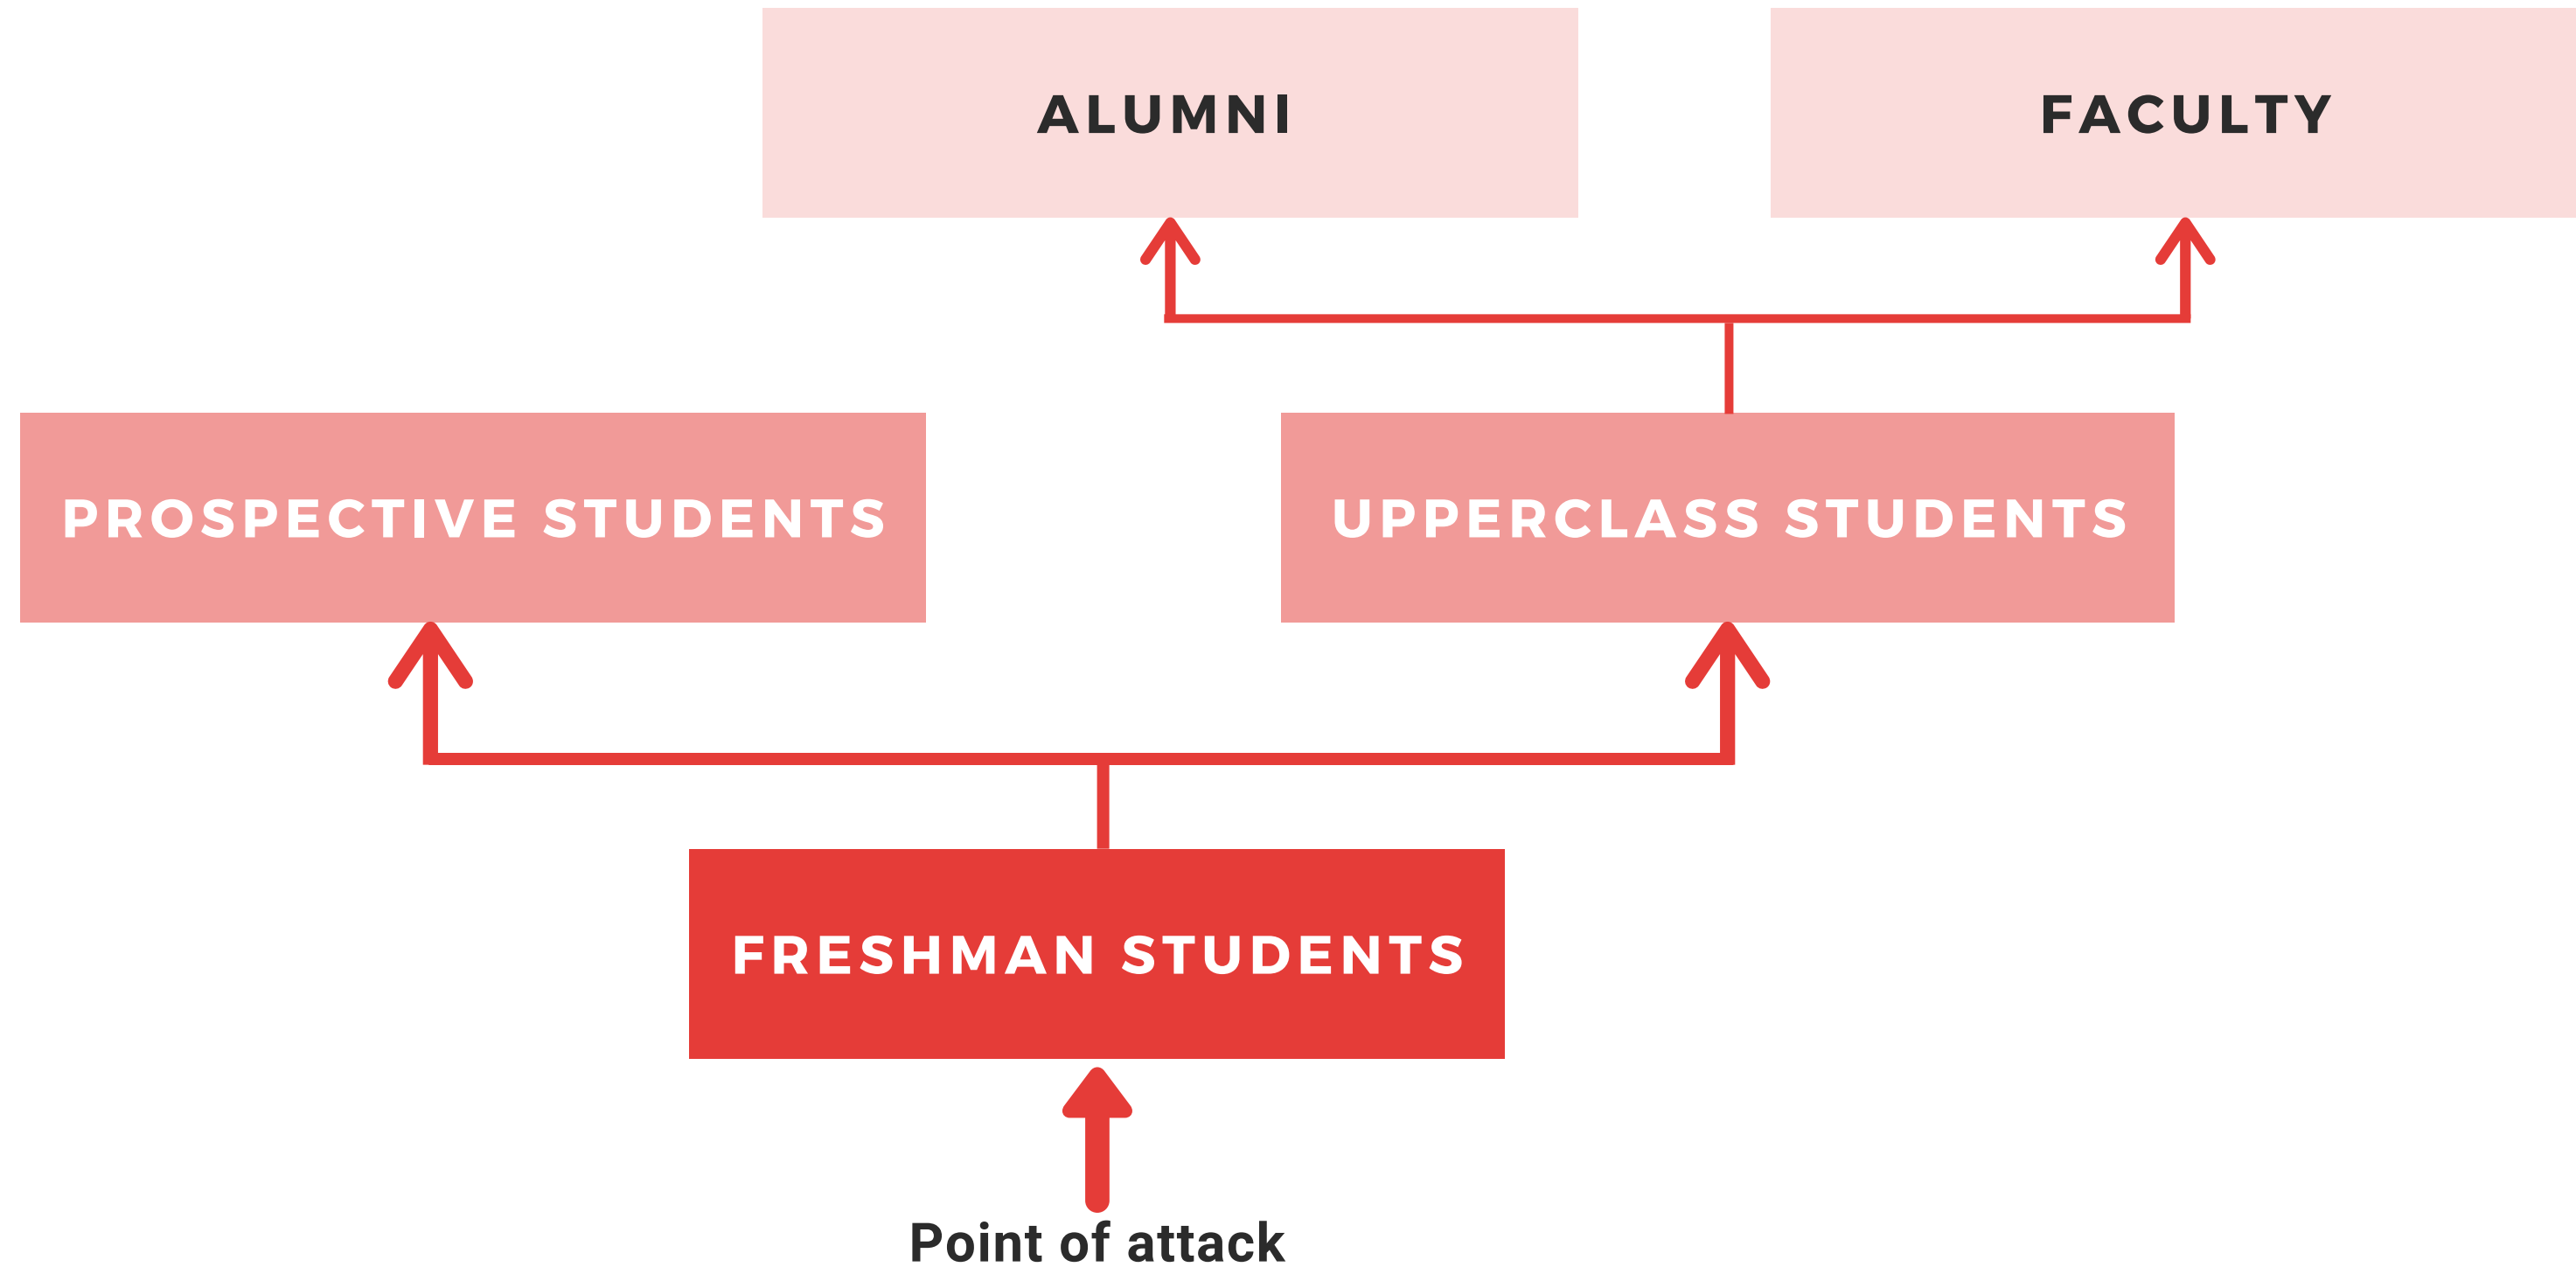 ALUMNI
FACULTY
PROSPECTIVE STUDENTS
UPPERCLASS STUDENTS
FRESHMAN STUDENTS
Point of attack